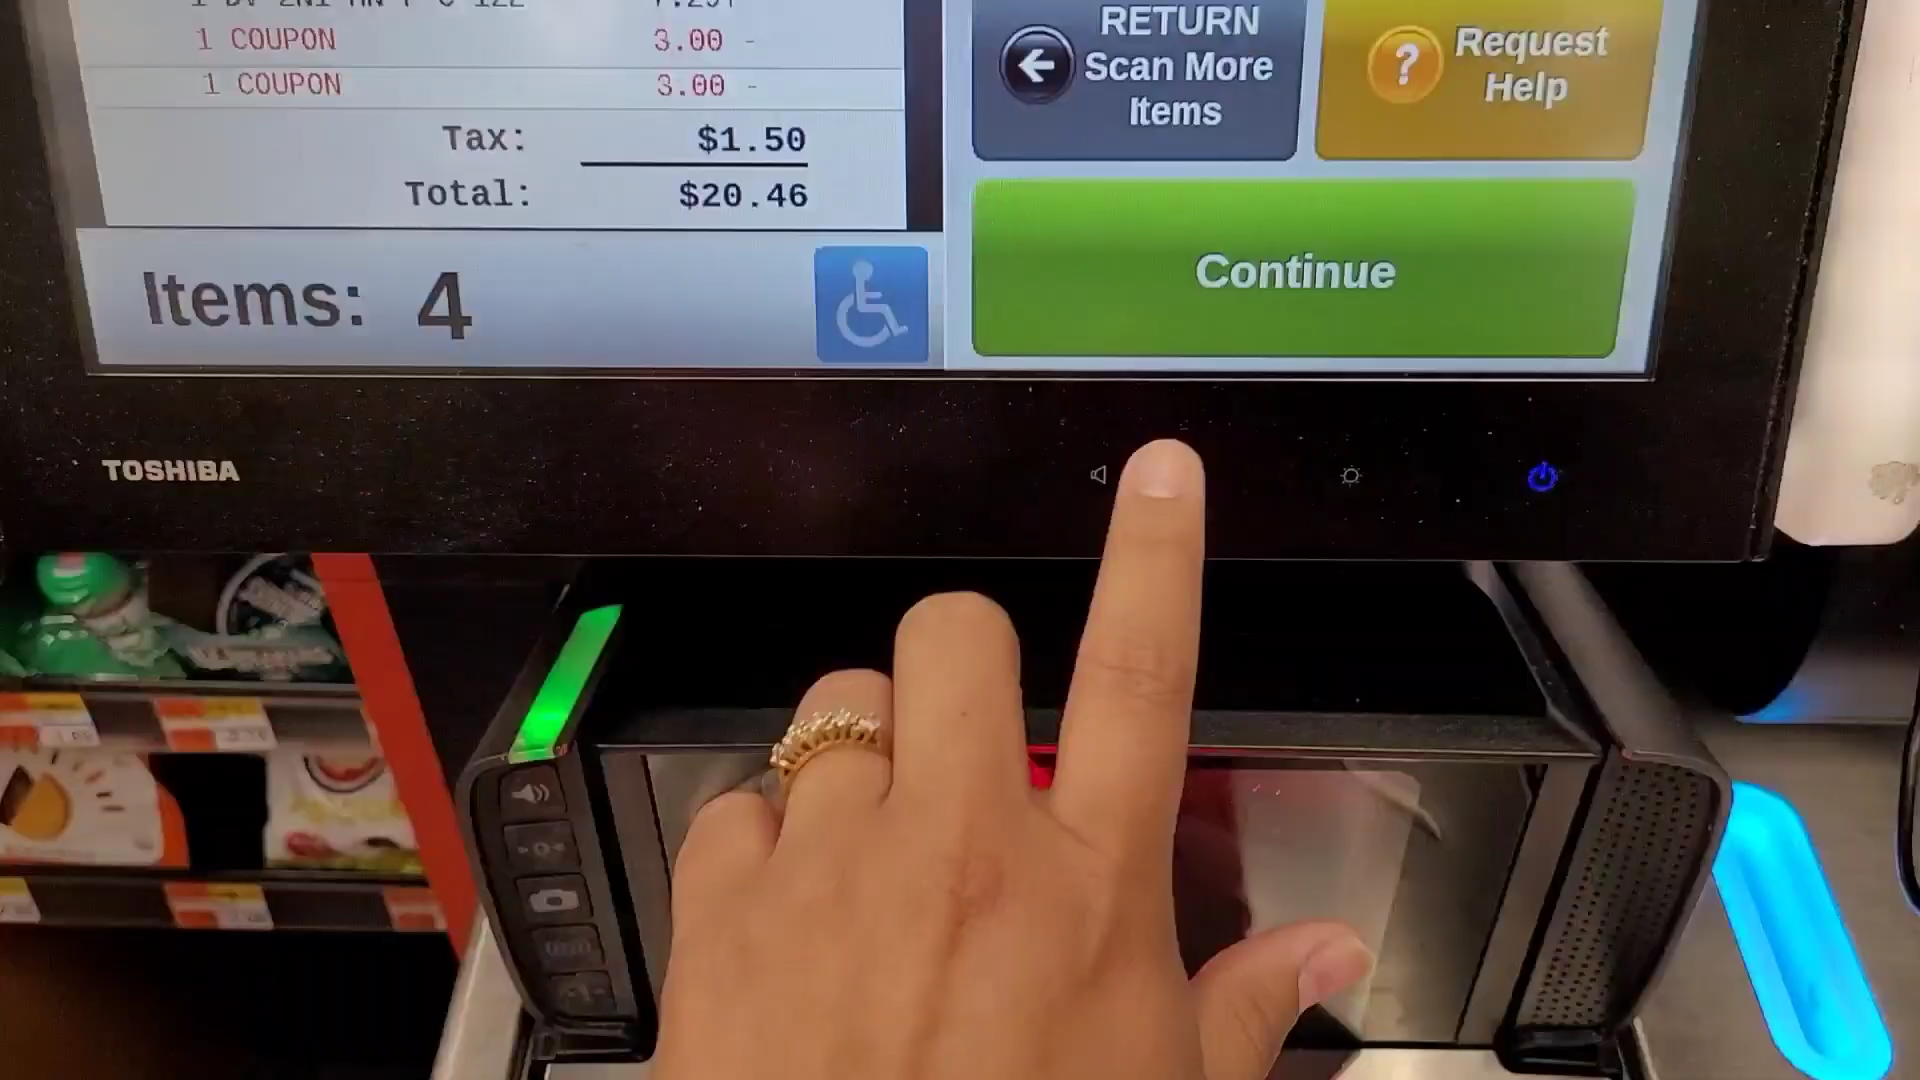 1 COUPON 3.00 -
1 COUPON 3.00 -
Tax: $1.50
Total: $20.46
Items: 4
RETURN
Scan More
Items
Request
Help
?
Continue
TOSHIBA